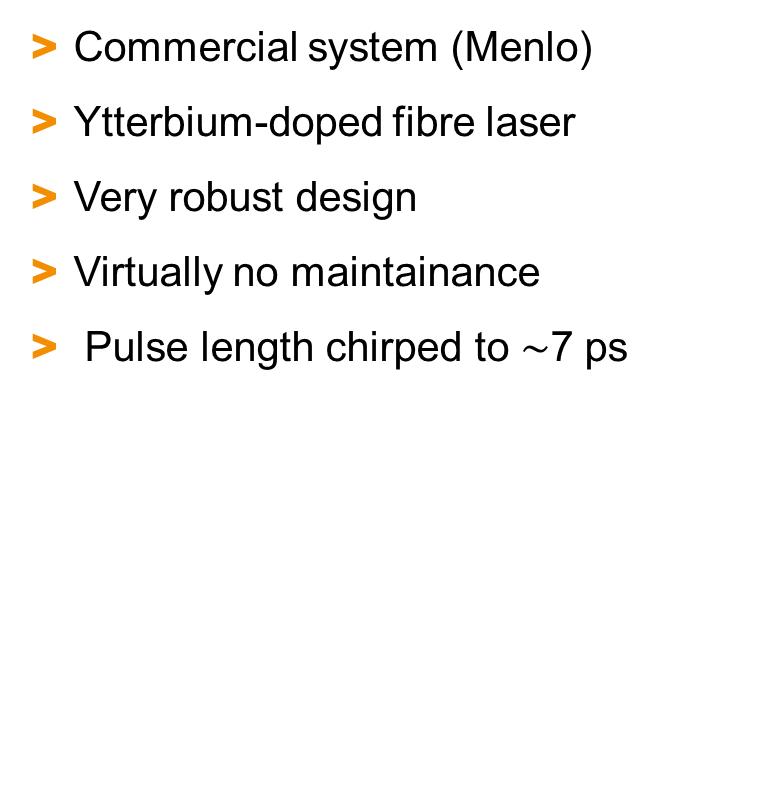 > Commercial system (Menlo)
> Ytterbium-doped fibre laser
> Very robust design
> Virtually no maintainance
> Pulse length chirped to ~7 ps